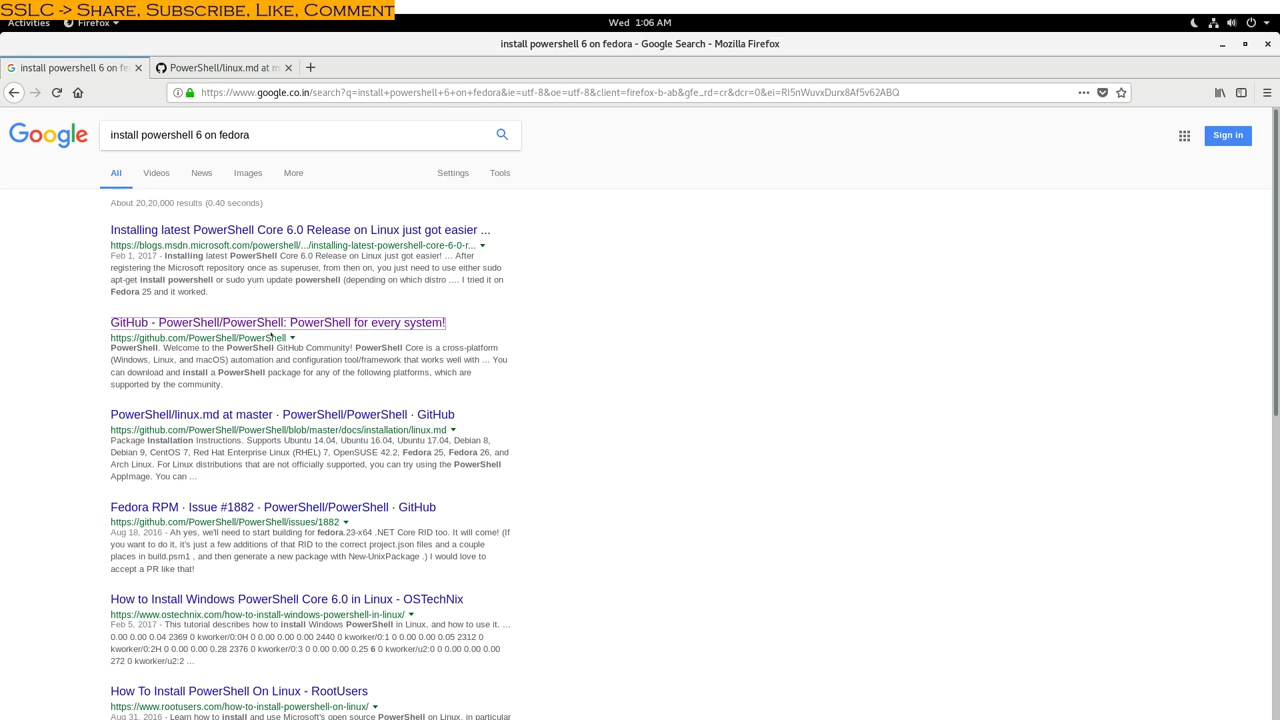 SSLC -> Share, Subscribe, Like, Comment
Activities Firefox Wed 1:06 AM
install powershell 6 on fedora - Google Search - Mozilla Firefox
install powershell 6 on fe PowerShell/linux.md at m
https://www.google.co.in/search?q=install+powershell+6+on+fedora&ie=utf-8&oe=utf-8&client=firefox-b-ab&gfe_rd=cr&dcr=0&ei=RI5nWuvxDurx8Af5v62ABQ
Google install powershell 6 on fedora Sign in
All Videos News Images More Settings Tools
About 20,20,000 results (0.40 seconds)
Installing latest PowerShell Core 6.0 Release on Linux just got easier ...
https://blogs.msdn.microsoft.com/powershell/.../installing-latest-powershell-core-6-0-r...
Feb 1, 2017 - Installing latest PowerShell Core 6.0 Release on Linux just got easier! ... After
registering the Microsoft repository once as superuser, from then on, you just need to use either sudo
apt-get install powershell or sudo yum update powershell (depending on which distro .... I tried it on
Fedora 25 and it worked.
GitHub - PowerShell/PowerShell: PowerShell for every system!
https://github.com/PowerShell/PowerShell
PowerShell. Welcome to the PowerShell GitHub Community! PowerShell Core is a cross-platform
(Windows, Linux, and macOS) automation and configuration tool/framework that works well with ... You
can download and install a PowerShell package for any of the following platforms, which are
supported by the community.
PowerShell/linux.md at master · PowerShell/PowerShell · GitHub
https://github.com/PowerShell/PowerShell/blob/master/docs/installation/linux.md
Package Installation Instructions. Supports Ubuntu 14.04, Ubuntu 16.04, Ubuntu 17.04, Debian 8,
Debian 9, CentOS 7, Red Hat Enterprise Linux (RHEL) 7, OpenSUSE 42.2, Fedora 25, Fedora 26, and
Arch Linux. For Linux distributions that are not officially supported, you can try using the PowerShell
AppImage. You can ...
Fedora RPM · Issue #1882 · PowerShell/PowerShell · GitHub
https://github.com/PowerShell/PowerShell/issues/1882
Aug 18, 2016 - Ah yes, we'll need to start building for fedora.23-x64 .NET Core RID too. It will come! (If
you want to do it, it's just a few additions of that RID to the correct project.json files and a couple
places in build.psm1 , and then generate a new package with New-UnixPackage .) I would love to
accept a PR like that!
How to Install Windows PowerShell Core 6.0 in Linux - OSTechNix
https://www.ostechnix.com/how-to-install-windows-powershell-in-linux/
Feb 5, 2017 - This tutorial describes how to install Windows PowerShell in Linux, and how to use it. ...
0.00 0.00 0.04 2369 0 kworker/0:0H 0 0.00 0.00 0.00 2440 0 kworker/0:1 0 0.00 0.00 0.05 2312 0
kworker/0:2H 0 0.00 0.00 0.28 2376 0 kworker/0:3 0 0.00 0.00 0.25 6 0 kworker/u2:0 0 0.00 0.00 0.00
272 0 kworker/u2:2 ...
How To Install PowerShell On Linux - RootUsers
https://www.rootusers.com/how-to-install-powershell-on-linux/
Aug 31, 2016 - Learn how to install and use Microsoft's open source PowerShell on Linux, in particular